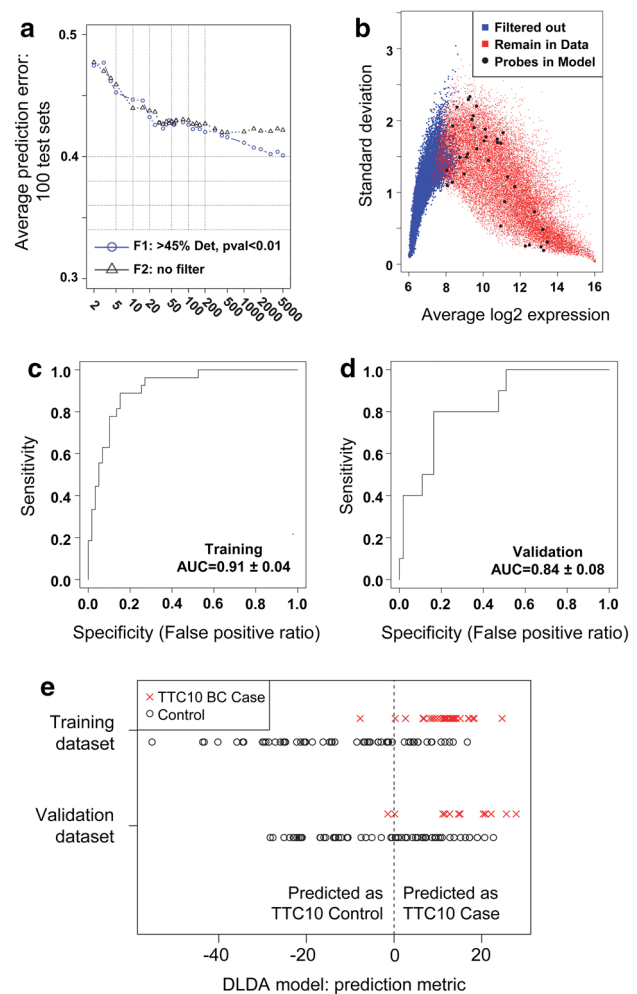 a
Average prediction error:
100 test sets
0.5
0.4
0.3
F1: >45% Det, pval<0.01
F2: no filter
2 5 10 20 50 100 200 500 1000 2000 5000
b
Standard deviation
3
2
1
0
Filtered out
Remain in Data
Probes in Model
6 8 10 12 14 16
Average log2 expression
c
Sensitivity
1.0
0.8
0.6
0.4
0.2
0.0
Training
AUC=0.91 ± 0.04
0.0 0.2 0.4 0.6 0.8 1.0
Specificity (False positive ratio)
d
Sensitivity
1.0
0.8
0.6
0.4
0.2
0.0
Validation
AUC=0.84 ± 0.08
0.0 0.2 0.4 0.6 0.8 1.0
Specificity (False positive ratio)
e
TTC10 BC Case
Control
Training
dataset
Validation
dataset
Predicted as
TTC10 Control
Predicted as
TTC10 Case
-40 -20 0 20
DLDA model: prediction metric